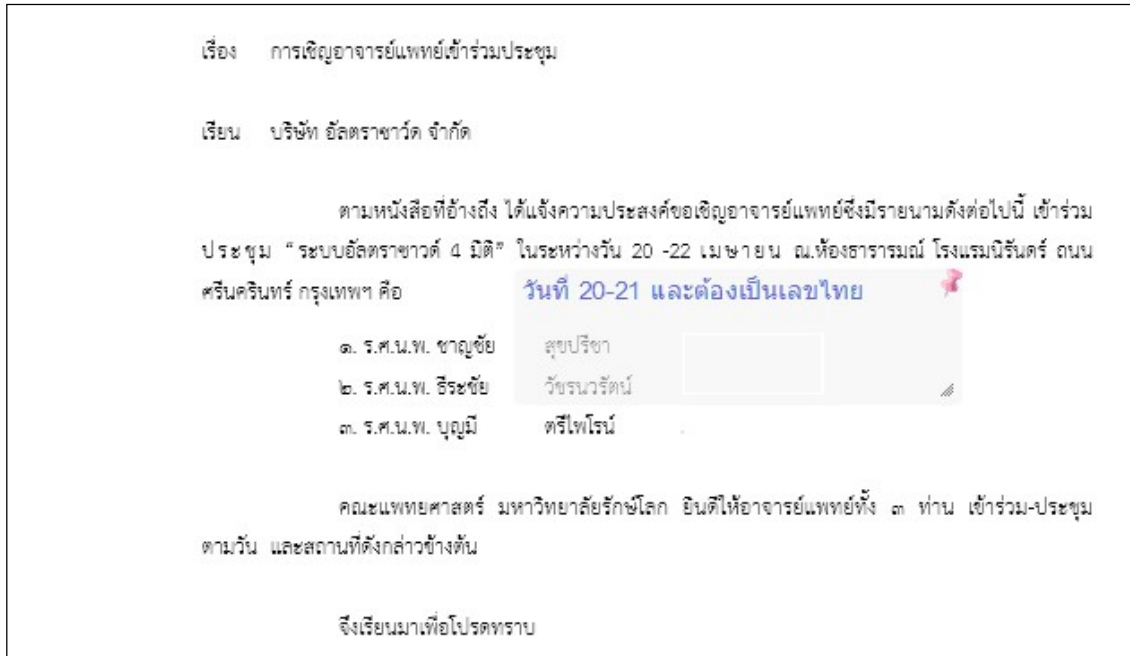 เรื่อง การเชิญอาจารย์แพทย์เข้าร่วมประชุม
เรียน บริษัท อัลตราซาว์ด จำกัด
ตามหนังสือที่อ้างถึง ได้แจ้งความประสงค์ขอเชิญอาจารย์แพทย์ซึ่งมีรายนามดังต่อไปนี้ เข้าร่วม
ประชุม “ระบบอัลตราซาวด์ 4 มิติ” ในระหว่างวัน 20 -22 เมษายน ณ.ห้องธารารมณ์ โรงแรมนิรันดร์ ถนน
ศรีนครินทร์ กรุงเทพฯ คือ
วันที่ 20-21 และต้องเป็นเลขไทย
๑. ร.ศ.น.พ. ชาญชัย สุขปรีชา
๒. ร.ศ.น.พ. ธีระชัย วัชรนวรัตน์
๓. ร.ศ.น.พ. บุญมี ตรีไพโรน์
คณะแพทยศาสตร์ มหาวิทยาลัยรักษ์โลก ยินดีให้อาจารย์แพทย์ทั้ง ๓ ท่าน เข้าร่วม-ประชุม
ตามวัน และสถานที่ดังกล่าวข้างต้น
จึงเรียนมาเพื่อโปรดทราบ